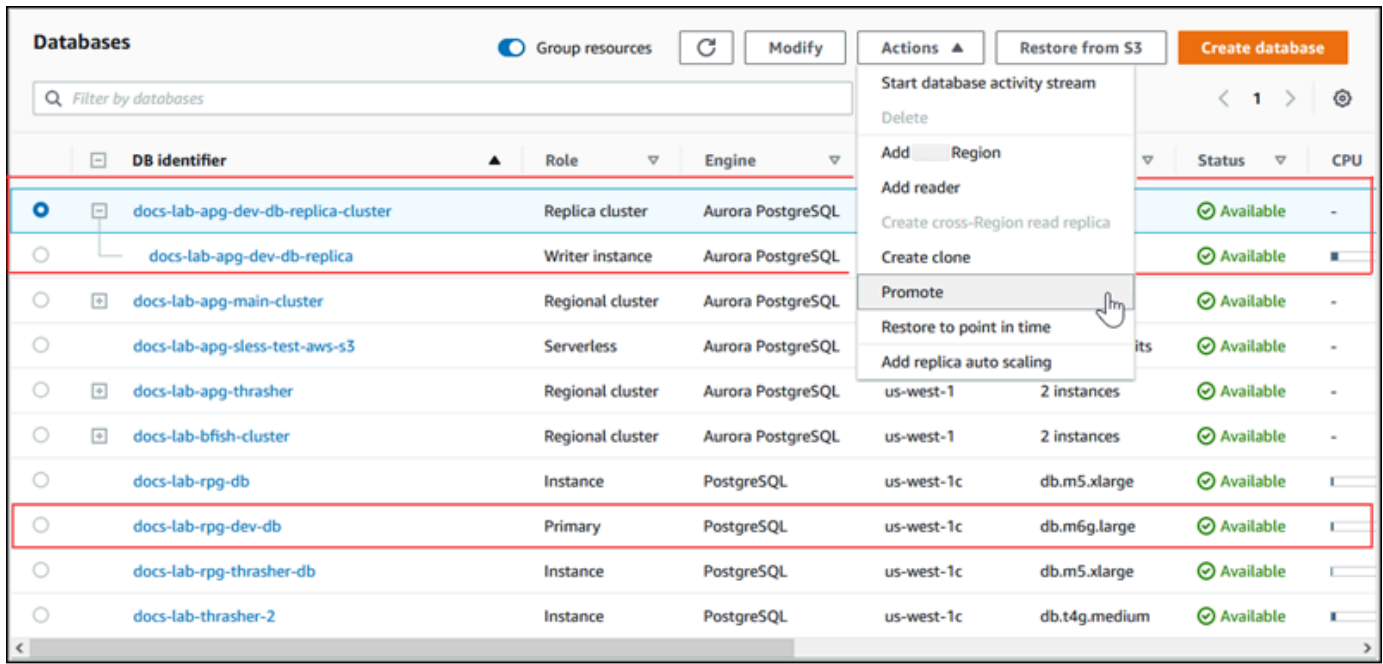 Databases Group resources Modify Actions Restore from S3 Create database
Filter by databases 1
Start database activity stream
Delete
Add Region
Add reader
Create cross-Region read replica
Create clone
Promote
Restore to point in time
Add replica auto scaling
DB identifier Role Engine Status CPU
docs-lab-apg-dev-db-replica-cluster Replica cluster Aurora PostgreSQL Available -
docs-lab-apg-dev-db-replica Writer instance Aurora PostgreSQL Available
docs-lab-apg-main-cluster Regional cluster Aurora PostgreSQL Available -
docs-lab-apg-sless-test-aws-s3 Serverless Aurora PostgreSQL its Available -
docs-lab-apg-thrasher Regional cluster Aurora PostgreSQL us-west-1 2 instances Available -
docs-lab-bfish-cluster Regional cluster Aurora PostgreSQL us-west-1 2 instances Available -
docs-lab-rpg-db Instance PostgreSQL us-west-1c db.m5.xlarge Available
docs-lab-rpg-dev-db Primary PostgreSQL us-west-1c db.m6g.large Available
docs-lab-rpg-thrasher-db Instance PostgreSQL us-west-1c db.m5.xlarge Available
docs-lab-thrasher-2 Instance PostgreSQL us-west-1c db.t4g.medium Available